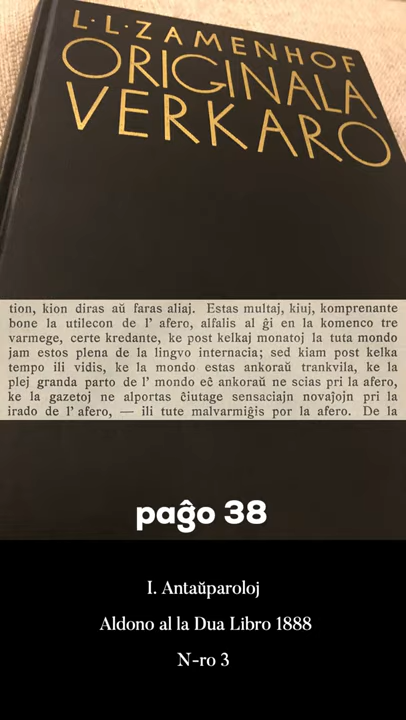 L·L·ZAMENHOF
ORIGINALA
VERKARO
tion, kion diras aŭ faras aliaj. Estas multaj, kiuj, komprenante
bone la utilecon de l' afero, alfalis al ĝi en la komenco tre
varmege, certe kredante, ke post kelkaj monatoj la tuta mondo
jam estos plena de la lingvo internacia; sed kiam post kelka
tempo ili vidis, ke la mondo estas ankoraŭ trankvila, ke la
plej granda parto de l' mondo eĉ ankoraŭ ne scias pri la afero,
ke la gazetoj ne alportas ĉiutage sensaciajn novaĵojn pri la
irado de l' afero, — ili tute malvarmiĝis por la afero. De la
paĝo 38
I. Antaŭparoloj
Aldono al la Dua Libro 1888
N-ro 3